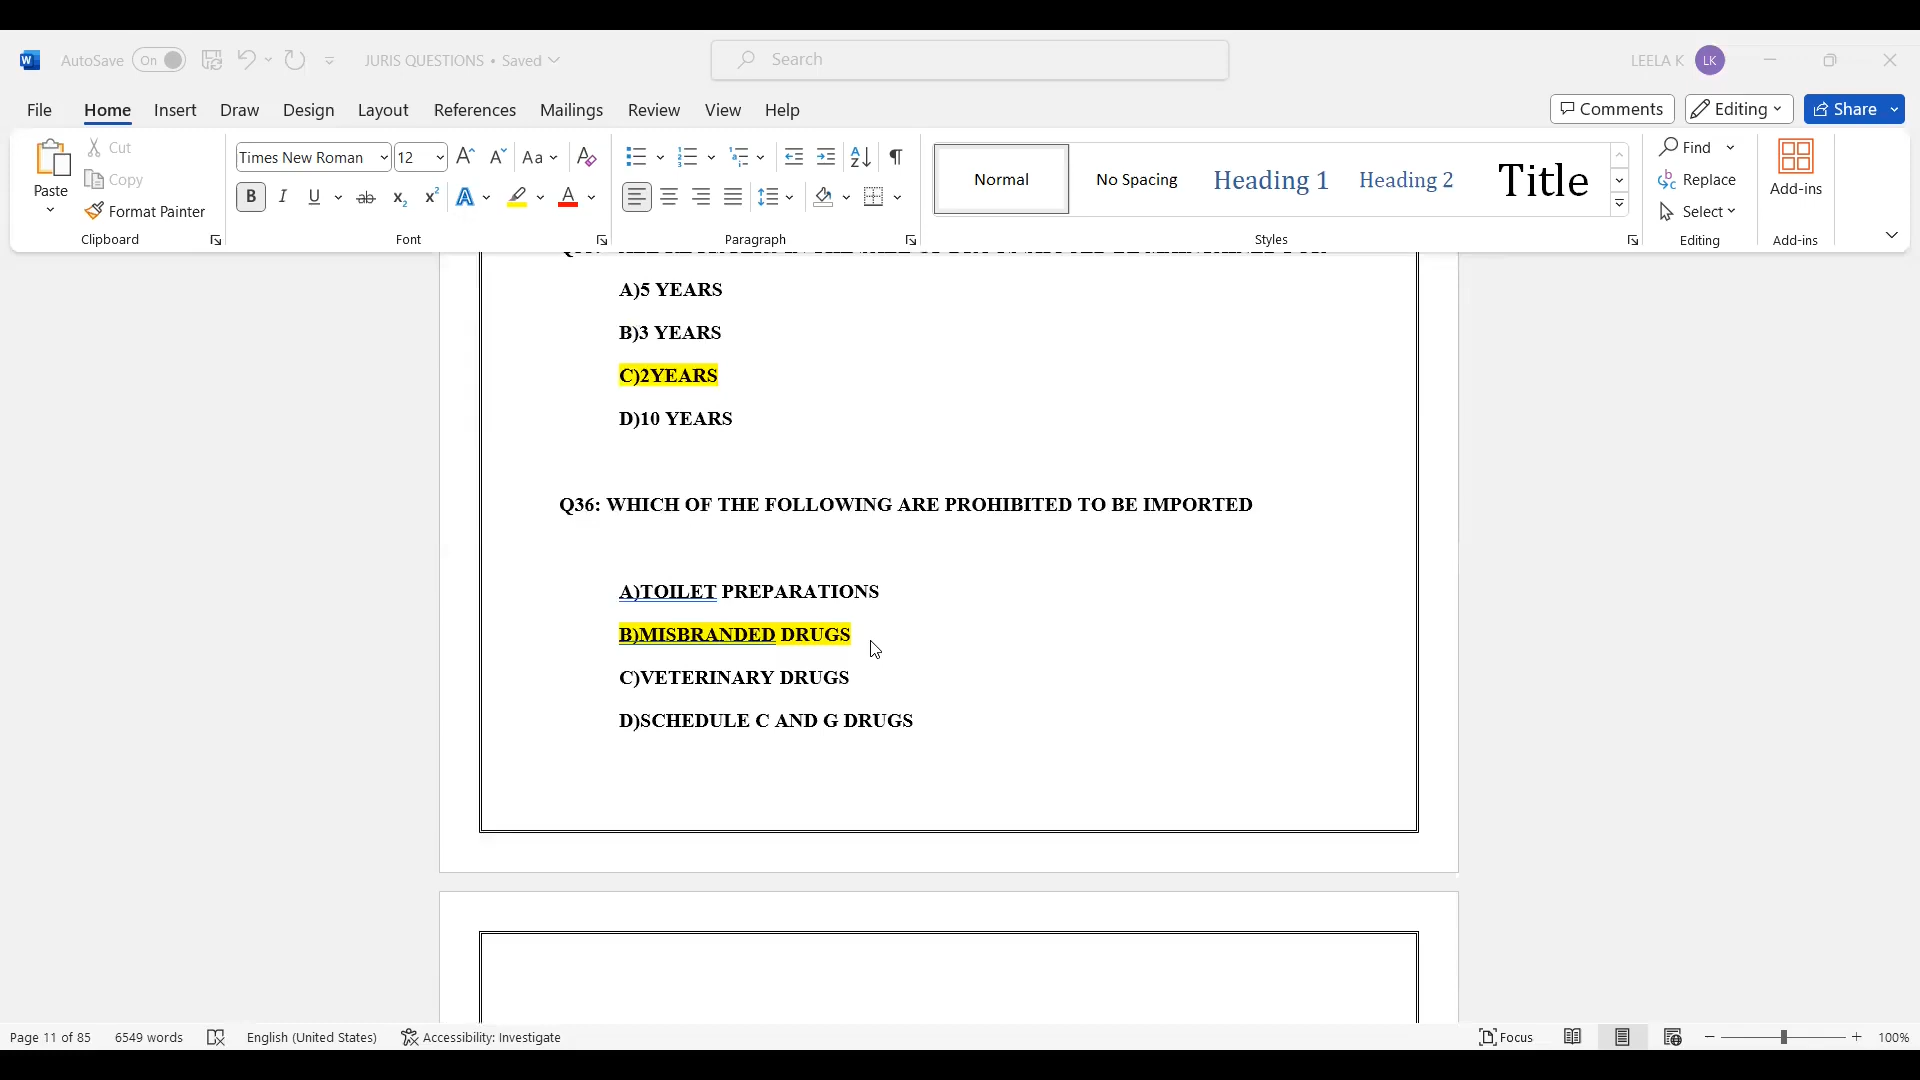 AutoSave On JURIS QUESTIONS • Saved Search LEELA K LK
File Home Insert Draw Design Layout References Mailings Review View Help Comments Editing Share
Paste Cut Copy Format Painter Clipboard
Times New Roman 12 Aa B I U ab x₂ x² A A Font
Paragraph
Normal No Spacing Heading 1 Heading 2 Title Styles
Find Replace Select Editing
Add-ins Add-ins
A)5 YEARS
B)3 YEARS
C)2YEARS
D)10 YEARS
Q36: WHICH OF THE FOLLOWING ARE PROHIBITED TO BE IMPORTED
A)TOILET PREPARATIONS
B)MISBRANDED DRUGS
C)VETERINARY DRUGS
D)SCHEDULE C AND G DRUGS
Page 11 of 85 6549 words English (United States) Accessibility: Investigate Focus 100%